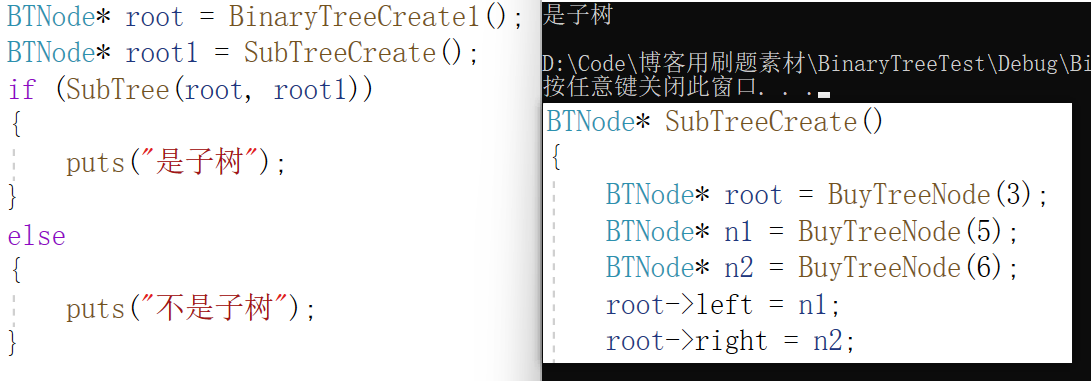 BTNode* root = BinaryTreeCreate1();
BTNode* root1 = SubTreeCreate();
if (SubTree(root, root1))
{
    puts("是子树");
}
else
{
    puts("不是子树");
}
是子树
D:\Code\博客用刷题素材\BinaryTreeTest\Debug\Bi
按任意键关闭此窗口. . .
BTNode* SubTreeCreate()
{
    BTNode* root = BuyTreeNode(3);
    BTNode* n1 = BuyTreeNode(5);
    BTNode* n2 = BuyTreeNode(6);
    root->left = n1;
    root->right = n2;